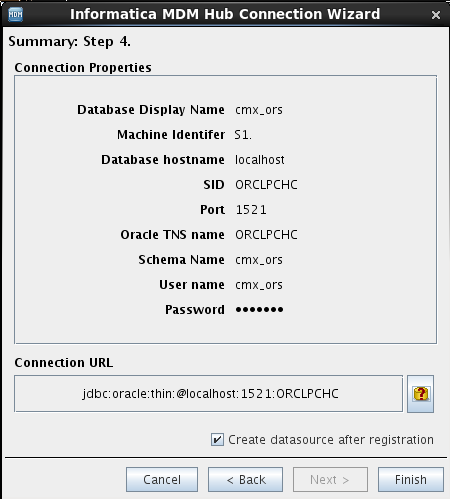 Informatica MDM Hub Connection Wizard
Summary: Step 4.
Connection Properties
Database Display Name cmx_ors
Machine Identifer S1.
Database hostname localhost
SID ORCLPCHC
Port 1521
Oracle TNS name ORCLPCHC
Schema Name cmx_ors
User name cmx_ors
Password •••••••
Connection URL
jdbc:oracle:thin:@localhost:1521:ORCLPCHC
Create datasource after registration
Cancel < Back Next > Finish